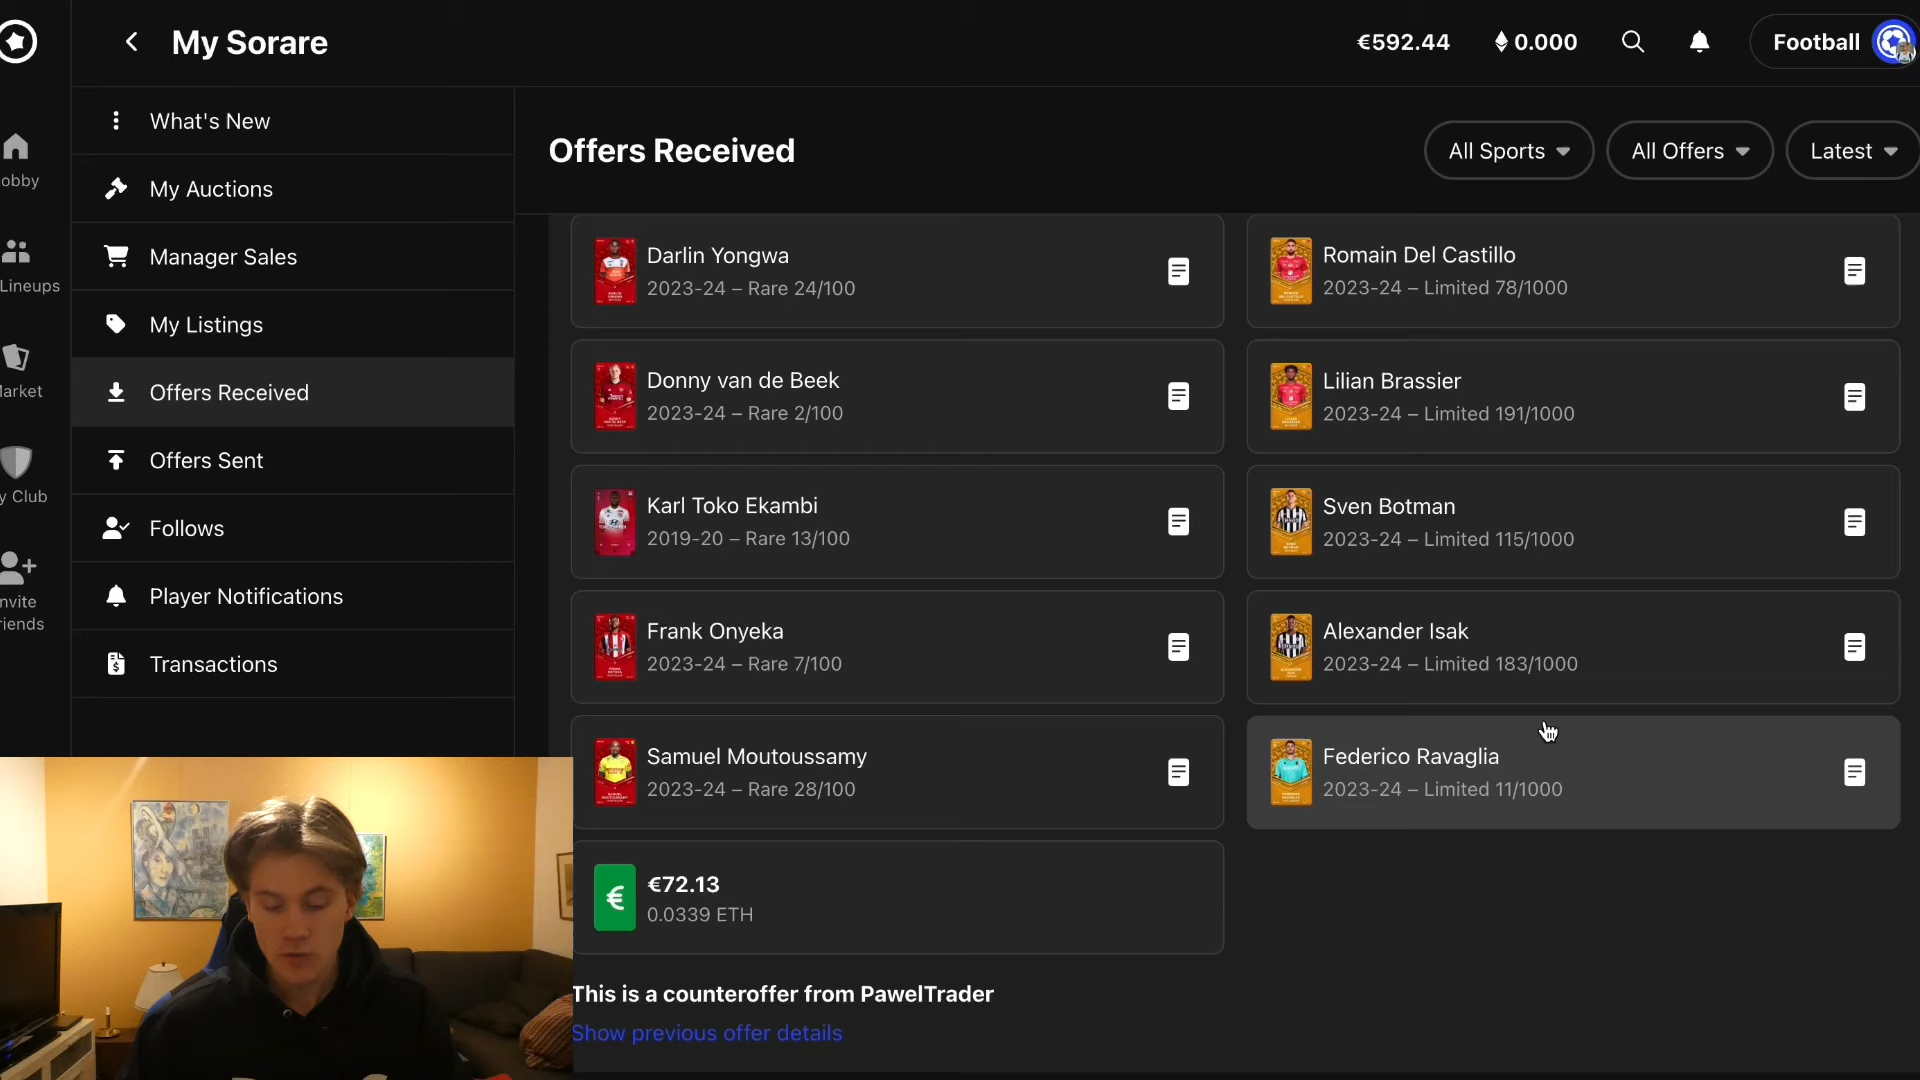 My Sorare
€592.44
0.000
Football
obby
Lineups
arket
y Club
nvite
riends
What's New
My Auctions
Manager Sales
My Listings
Offers Received
Offers Sent
Follows
Player Notifications
Transactions
Offers Received
All Sports
All Offers
Latest
Darlin Yongwa
2023-24 – Rare 24/100
Romain Del Castillo
2023-24 – Limited 78/1000
Donny van de Beek
2023-24 – Rare 2/100
Lilian Brassier
2023-24 – Limited 191/1000
Karl Toko Ekambi
2019-20 – Rare 13/100
Sven Botman
2023-24 – Limited 115/1000
Frank Onyeka
2023-24 – Rare 7/100
Alexander Isak
2023-24 – Limited 183/1000
Samuel Moutoussamy
2023-24 – Rare 28/100
Federico Ravaglia
2023-24 – Limited 11/1000
€
€72.13
0.0339 ETH
This is a counteroffer from PawelTrader
Show previous offer details